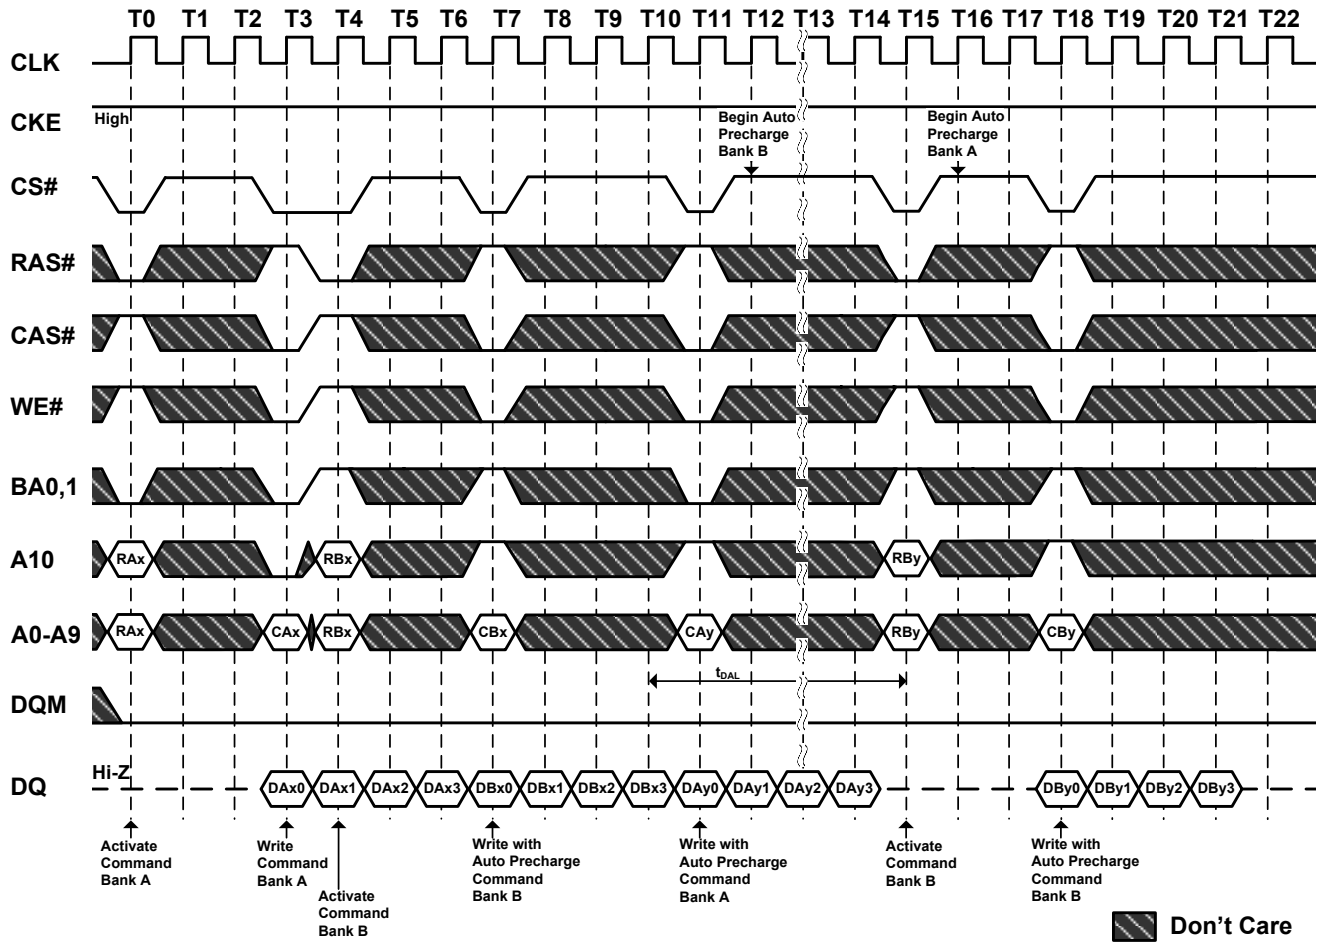 T0 T1 T2 T3 T4 T5 T6 T7 T8 T9 T10 T11 T12 T13 T14 T15 T16 T17 T18 T19 T20 T21 T22
CLK
CKE
High
Begin Auto
Precharge
Bank B
Begin Auto
Precharge
Bank A
CS#
RAS#
CAS#
WE#
BA0,1
A10
RAx RBx RBy
A0-A9
RAx CAx RBx CBx CAy RBy CBy
tDAL
DQM
Hi-Z
DQ
DAx0 DAx1 DAx2 DAx3 DBx0 DBx1 DBx2 DBx3 DAy0 DAy1 DAy2 DAy3 DBy0 DBy1 DBy2 DBy3
Activate
Command
Bank A
Write
Command
Bank A
Activate
Command
Bank B
Write with
Auto Precharge
Command
Bank B
Write with
Auto Precharge
Command
Bank A
Activate
Command
Bank B
Write with
Auto Precharge
Command
Bank B
Don't Care